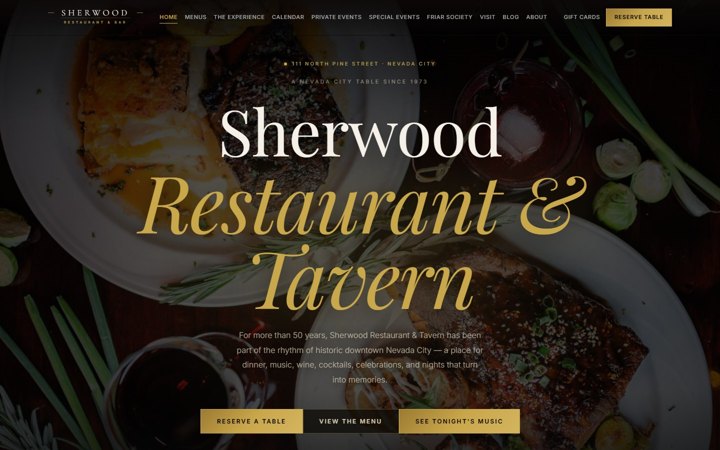 SHERWOOD
RESTAURANT & BAR
HOME MENUS THE EXPERIENCE CALENDAR PRIVATE EVENTS SPECIAL EVENTS FRIAR SOCIETY VISIT BLOG ABOUT GIFT CARDS RESERVE TABLE
111 NORTH PINE STREET · NEVADA CITY
A NEVADA CITY TABLE SINCE 1973
Sherwood
Restaurant &
Tavern
For more than 50 years, Sherwood Restaurant & Tavern has been
part of the rhythm of historic downtown Nevada City — a place for
dinner, music, wine, cocktails, celebrations, and nights that turn
into memories.
RESERVE A TABLE VIEW THE MENU SEE TONIGHT'S MUSIC